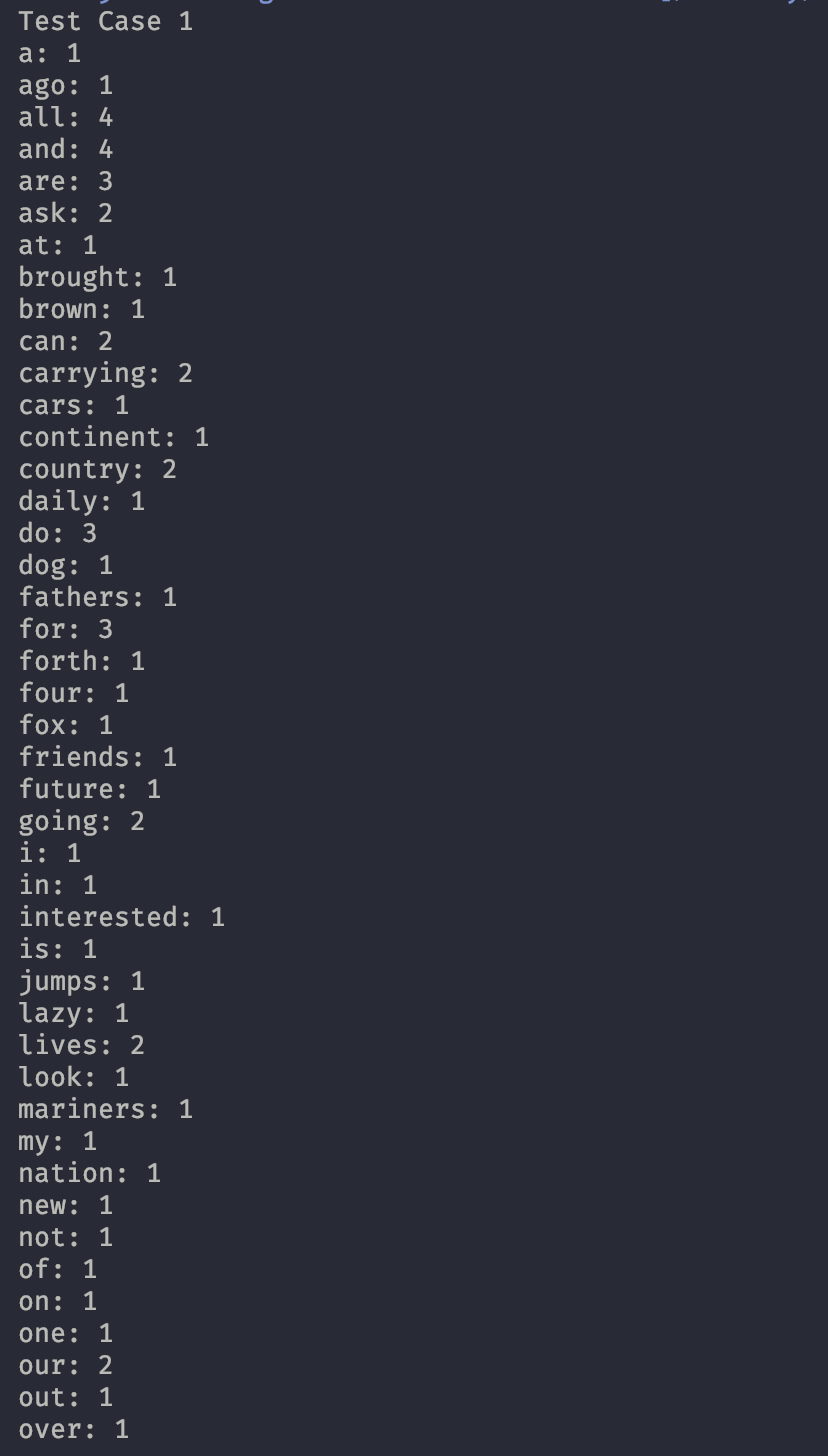 Test Case 1
a: 1
ago: 1
all: 4
and: 4
are: 3
ask: 2
at: 1
brought: 1
brown: 1
can: 2
carrying: 2
cars: 1
continent: 1
country: 2
daily: 1
do: 3
dog: 1
fathers: 1
for: 3
forth: 1
four: 1
fox: 1
friends: 1
future: 1
going: 2
i: 1
in: 1
interested: 1
is: 1
jumps: 1
lazy: 1
lives: 2
look: 1
mariners: 1
my: 1
nation: 1
new: 1
not: 1
of: 1
on: 1
one: 1
our: 2
out: 1
over: 1